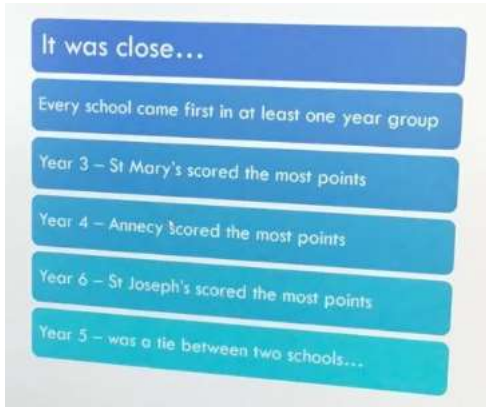 It was close...
Every school came first in at least one year group
Year 3 – St Mary's scored the most points
Year 4 – Annecy scored the most points
Year 6 – St Joseph's scored the most points
Year 5 – was a tie between two schools...